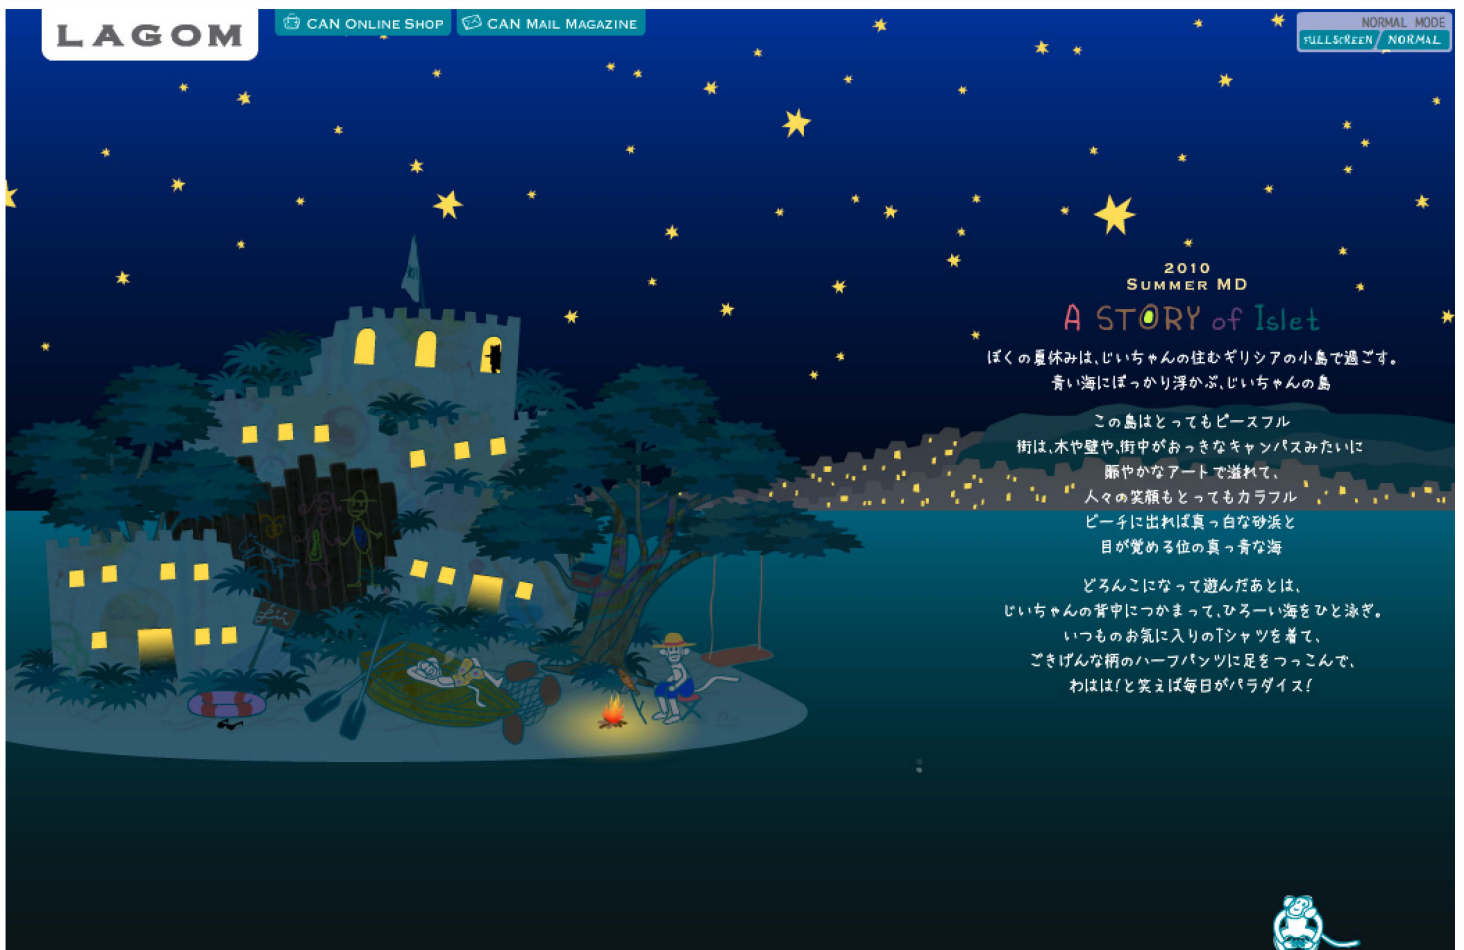 LAGOM
CAN ONLINE SHOP
CAN MAIL MAGAZINE
NORMAL MODE
FULLSCREEN / NORMAL
2010
SUMMER MD
A STORY of Islet
ぼくの夏休みは、じいちゃんの住むギリシアの小島で過ごす。
青い海にぽっかり浮かぶ、じいちゃんの島
この島はとってもピースフル
街は、木や壁や、街中がおっきなキャンバスみたいに
賑やかなアートで溢れて、
人々の笑顔もとってもカラフル
ビーチに出れば真っ白な砂浜と
目が覚める位の真っ青な海
どろんこになって遊んだあとは、
じいちゃんの背中につかまって、ひろーい海をひと泳ぎ。
いつものお気に入りのTシャツを着て、
ごきげんな柄のハーフパンツに足をつっこんで、
わはは!と笑えば毎日がパラダイス!